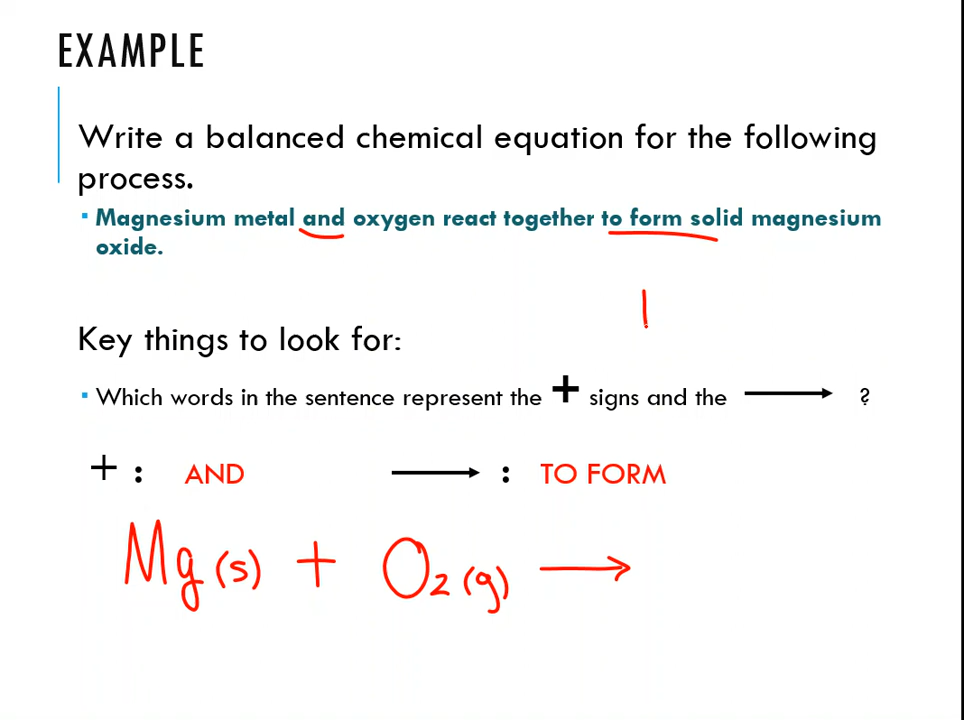 EXAMPLE
Write a balanced chemical equation for the following
process.
▪ Magnesium metal and oxygen react together to form solid magnesium
oxide.
Key things to look for:
▪ Which words in the sentence represent the + signs and the ⟶ ?
+ : AND ⟶ : TO FORM
Mg(s) + O₂(g) ⟶